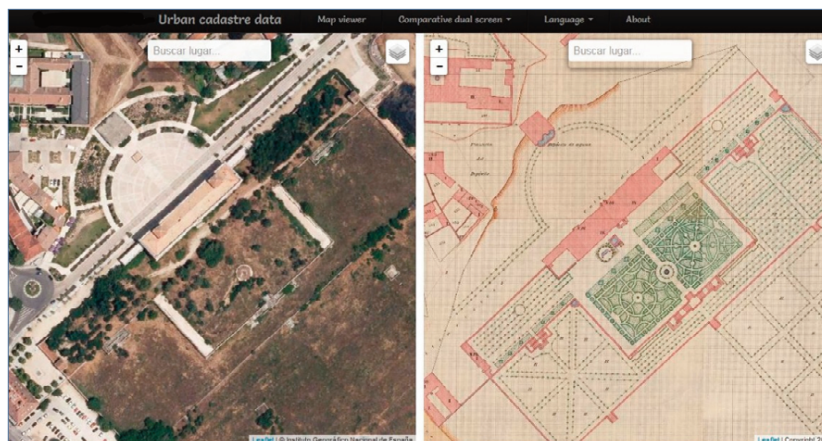 Urban cadastre data Map viewer Comparative dual screen Language About
+
−
Buscar lugar...
+
−
Buscar lugar...
Leaflet | © Instituto Geográfico Nacional de España
Leaflet | Copyright 2